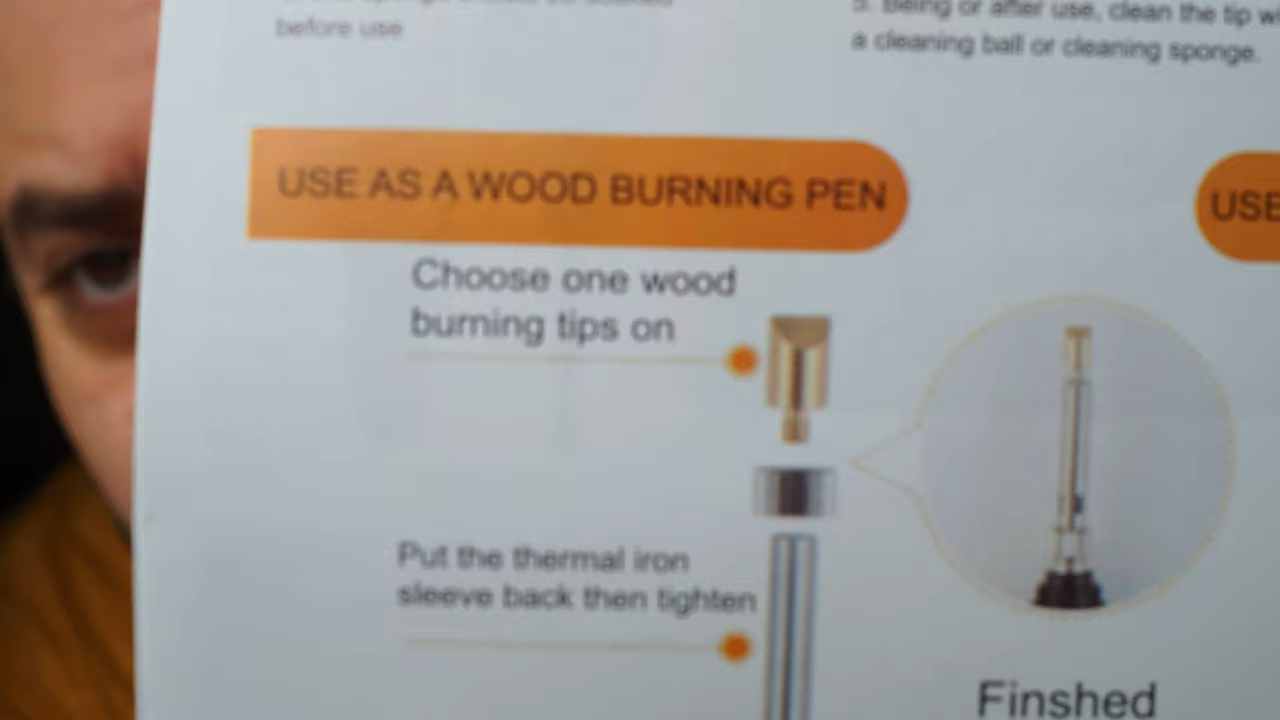 before use
5. Being or after use, clean the tip
a cleaning ball or cleaning sponge.
USE AS A WOOD BURNING PEN
USE
Choose one wood
burning tips on
Put the thermal iron
sleeve back then tighten
Finshed